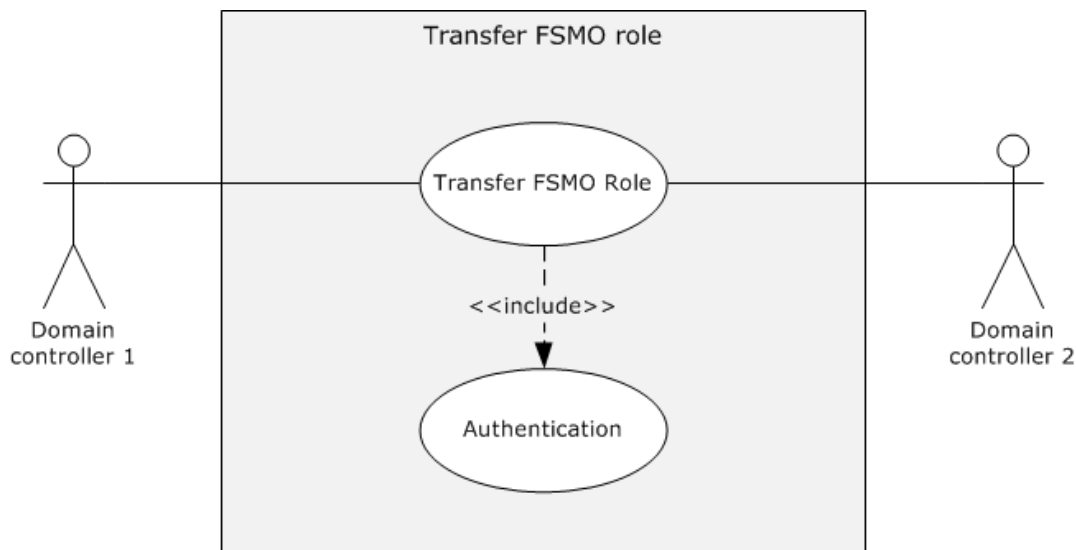 Transfer FSMO role
Transfer FSMO Role
<<include>>
Domain
controller 1
Domain
controller 2
Authentication